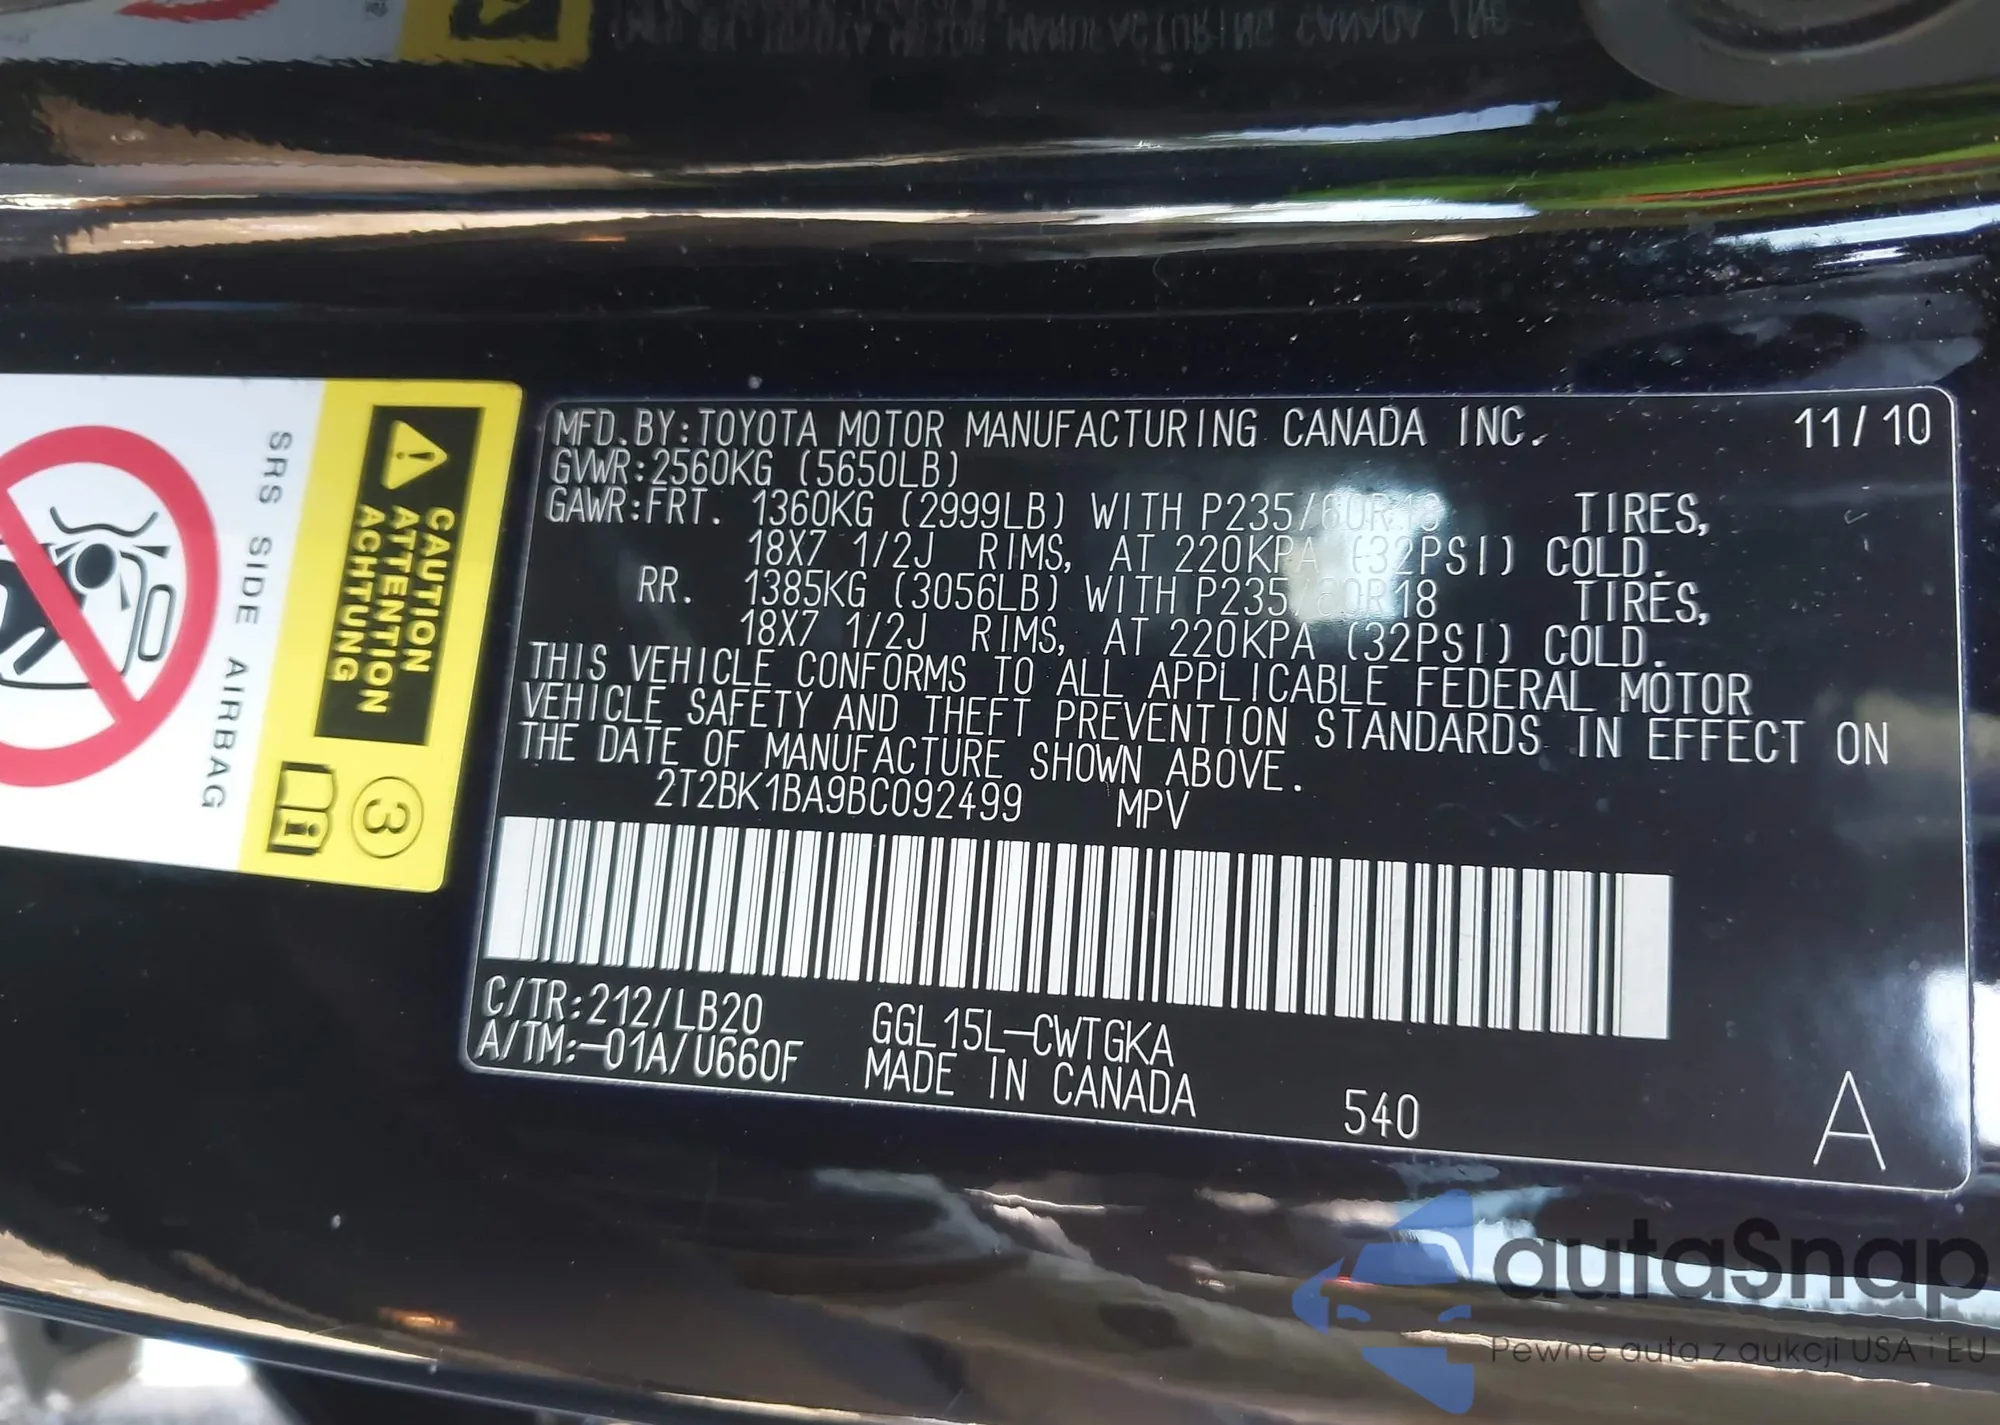 MFD.BY:TOYOTA MOTOR MANUFACTURING CANADA INC. 11/10
GVWR:2560KG (5650LB)
GAWR:FRT. 1360KG (2999LB) WITH P235/60R18 TIRES,
18X7 1/2J RIMS, AT 220KPA (32PSI) COLD.
RR. 1385KG (3056LB) WITH P235/60R18 TIRES,
18X7 1/2J RIMS, AT 220KPA (32PSI) COLD.
THIS VEHICLE CONFORMS TO ALL APPLICABLE FEDERAL MOTOR
VEHICLE SAFETY AND THEFT PREVENTION STANDARDS IN EFFECT ON
THE DATE OF MANUFACTURE SHOWN ABOVE.
2T2BK1BA9BC092499 MPV
C/TR:212/LB20 GGL15L-CWTGKA
A/TM:-01A/U660F MADE IN CANADA 540 A
CAUTION
ATTENTION
ACHTUNG
3
i
SRS SIDE AIRBAG
autaSnap
Pewne auta z aukcji USA i EU